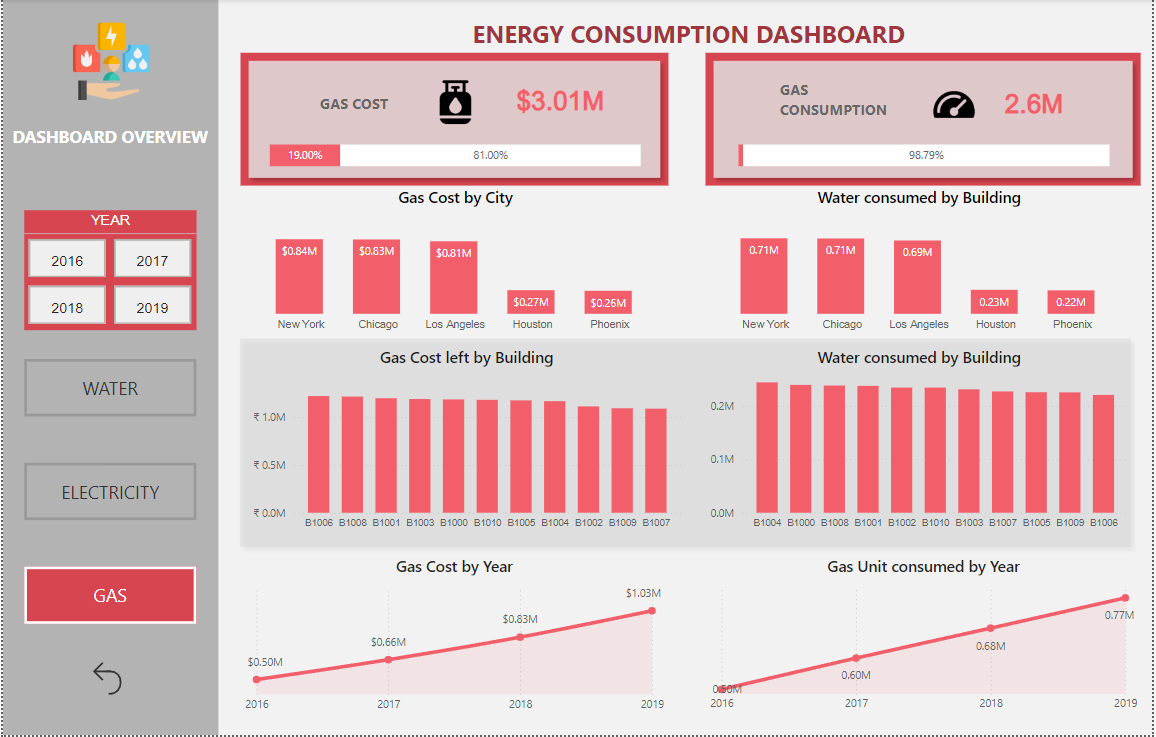 ENERGY CONSUMPTION DASHBOARD
DASHBOARD OVERVIEW
YEAR
2016 2017
2018 2019
WATER
ELECTRICITY
GAS
GAS COST $3.01M
19.00% 81.00%
GAS
CONSUMPTION
2.6M
98.79%
Gas Cost by City
$0.84M $0.83M $0.81M $0.27M $0.26M
New York Chicago Los Angeles Houston Phoenix
Water consumed by Building
0.71M 0.71M 0.69M 0.23M 0.22M
New York Chicago Los Angeles Houston Phoenix
Gas Cost left by Building
₹ 1.0M
₹ 0.5M
₹ 0.0M
B1006 B1008 B1001 B1003 B1000 B1010 B1005 B1004 B1002 B1009 B1007
Water consumed by Building
0.2M
0.1M
0.0M
B1004 B1000 B1008 B1001 B1002 B1010 B1003 B1007 B1005 B1009 B1006
Gas Cost by Year
$0.50M $0.66M $0.83M $1.03M
2016 2017 2018 2019
Gas Unit consumed by Year
0.50M 0.60M 0.68M 0.77M
2016 2017 2018 2019